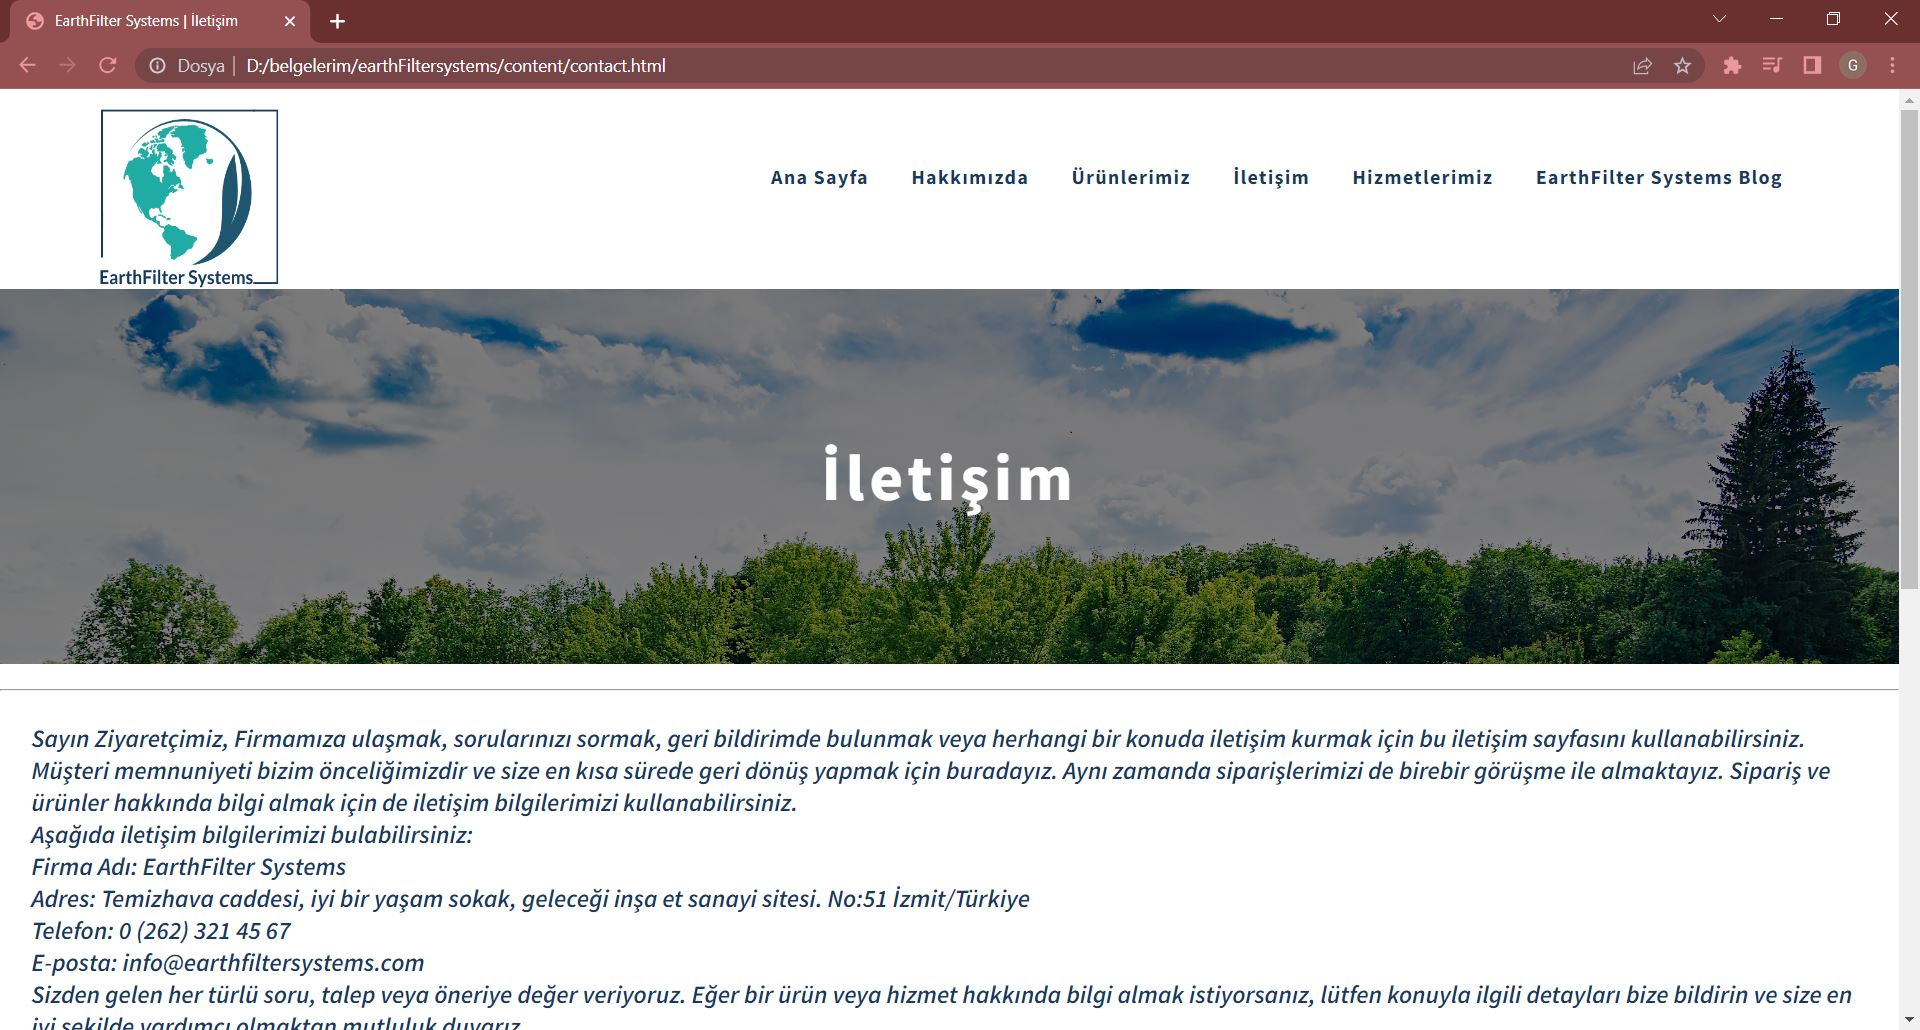 EarthFilter Systems | İletişim
Dosya | D:/belgelerim/earthFiltersystems/content/contact.html
G
EarthFilter Systems
Ana Sayfa Hakkımızda Ürünlerimiz İletişim Hizmetlerimiz EarthFilter Systems Blog
İletişim
Sayın Ziyaretçimiz, Firmamıza ulaşmak, sorularınızı sormak, geri bildirimde bulunmak veya herhangi bir konuda iletişim kurmak için bu iletişim sayfasını kullanabilirsiniz.
Müşteri memnuniyeti bizim önceliğimizdir ve size en kısa sürede geri dönüş yapmak için buradayız. Aynı zamanda siparişlerimizi de birebir görüşme ile almaktayız. Sipariş ve
ürünler hakkında bilgi almak için de iletişim bilgilerimizi kullanabilirsiniz.
Aşağıda iletişim bilgilerimizi bulabilirsiniz:
Firma Adı: EarthFilter Systems
Adres: Temizhava caddesi, iyi bir yaşam sokak, geleceği inşa et sanayi sitesi. No:51 İzmit/Türkiye
Telefon: 0 (262) 321 45 67
E-posta: info@earthfiltersystems.com
Sizden gelen her türlü soru, talep veya öneriye değer veriyoruz. Eğer bir ürün veya hizmet hakkında bilgi almak istiyorsanız, lütfen konuyla ilgili detayları bize bildirin ve size en
iyi şekilde yardımcı olmaktan mutluluk duyarız.